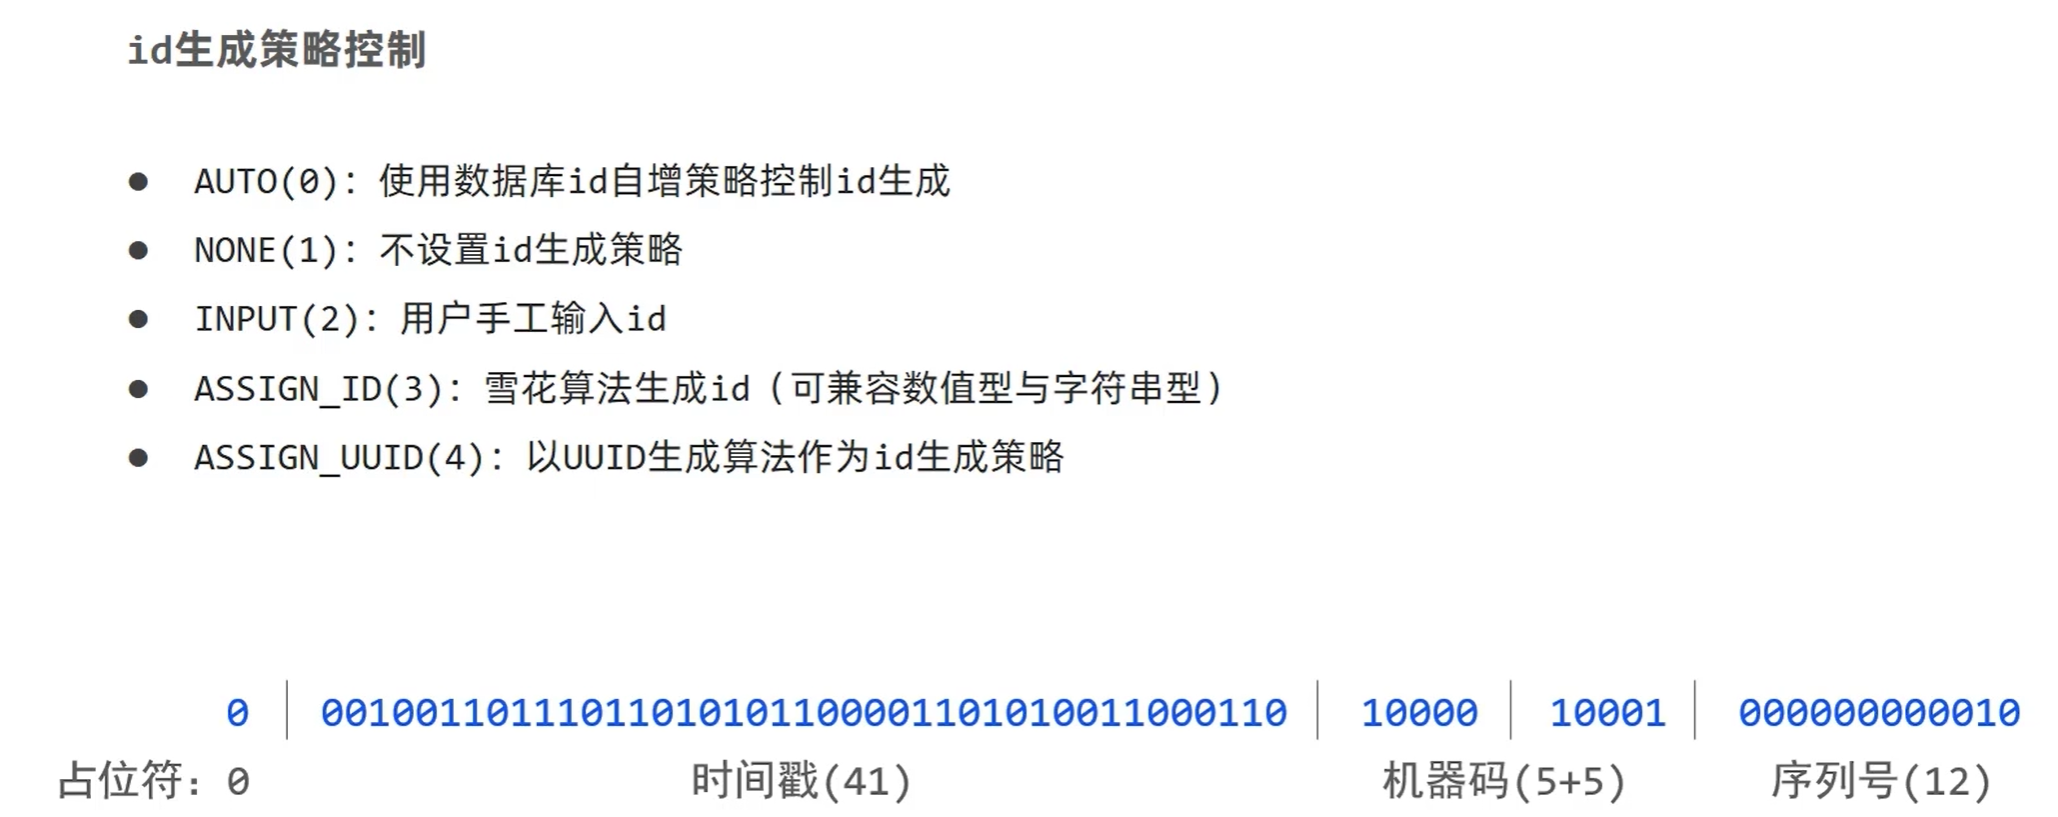 id生成策略控制
● AUTO(0)：使用数据库id自增策略控制id生成
● NONE(1)：不设置id生成策略
● INPUT(2)：用户手工输入id
● ASSIGN_ID(3)：雪花算法生成id（可兼容数值型与字符串型）
● ASSIGN_UUID(4)：以UUID生成算法作为id生成策略
0 | 00100110111011010101100001101010011000110 | 10000 | 10001 | 000000000010
占位符：0 时间戳(41) 机器码(5+5) 序列号(12)